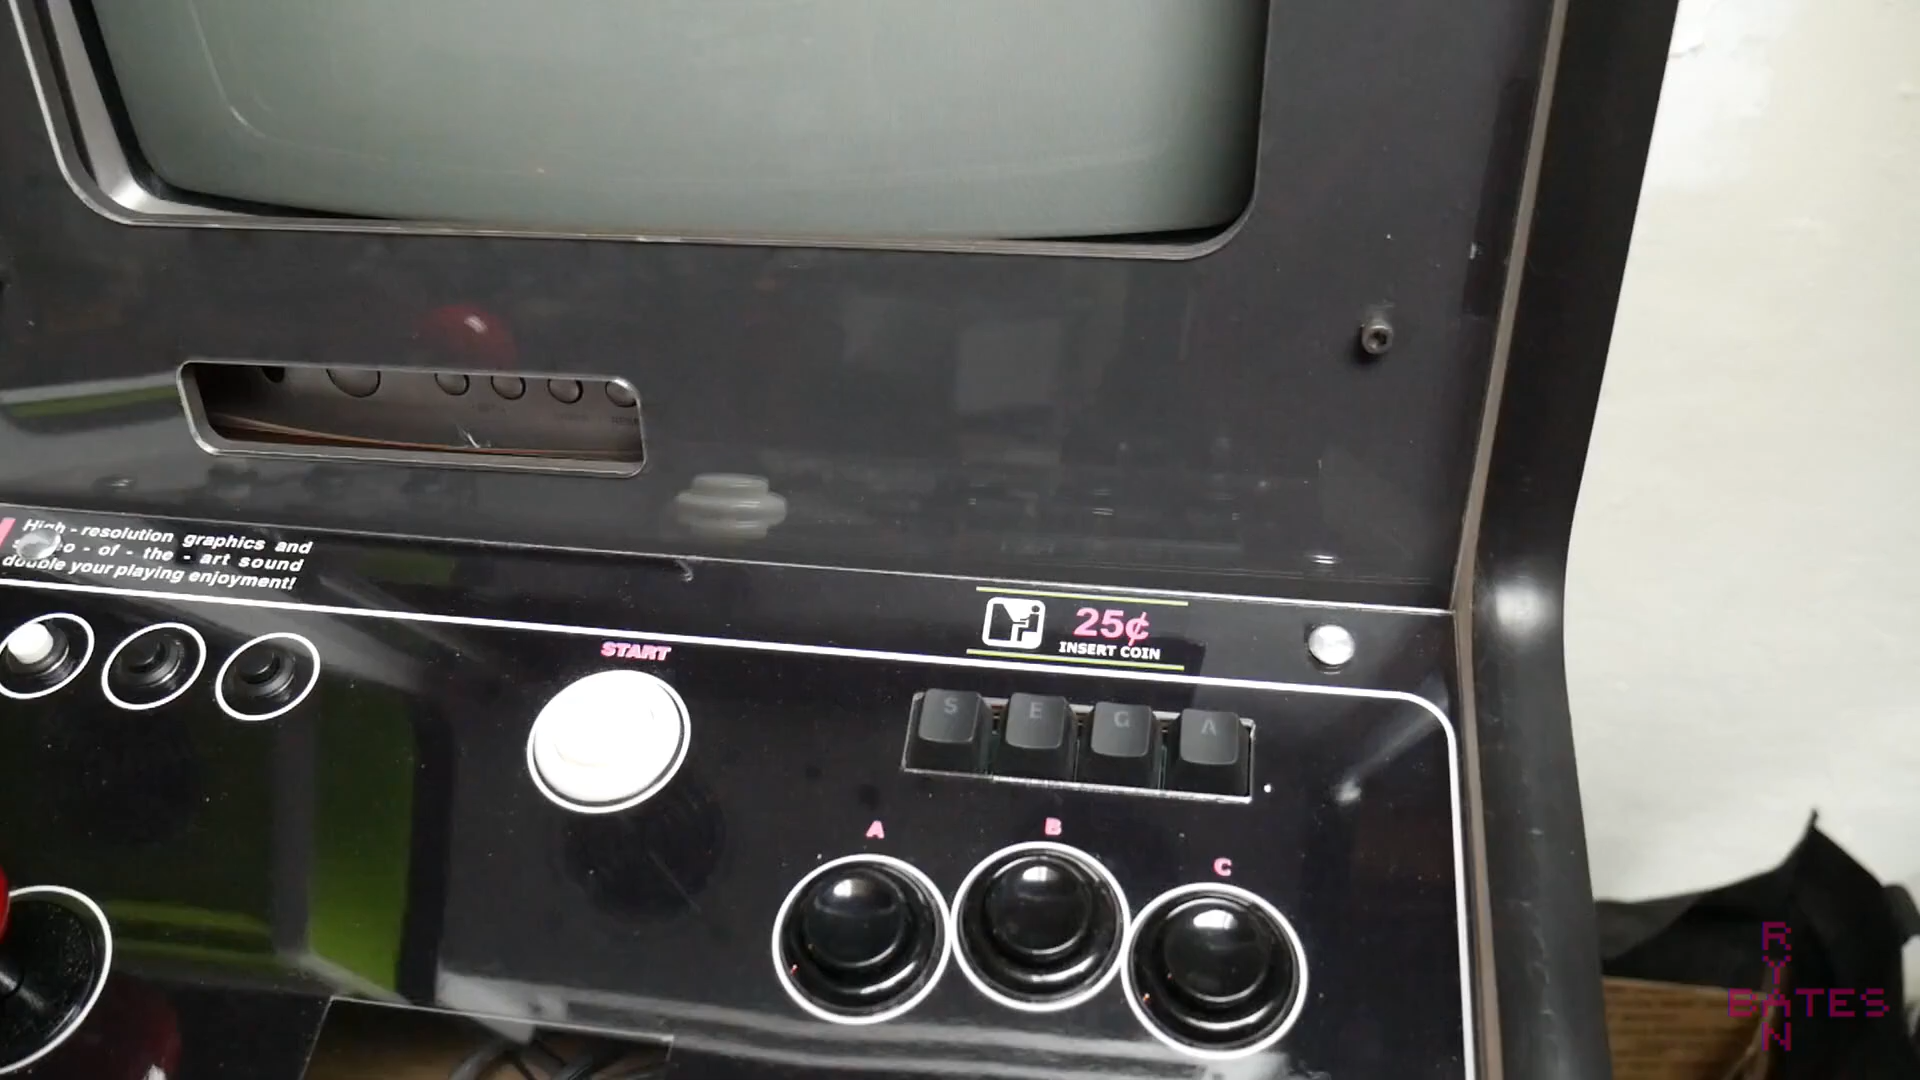 High - resolution graphics and
- of - the - art sound
double your playing enjoyment!
START
25¢
INSERT COIN
S E G A
A B C
RYAN
BATES